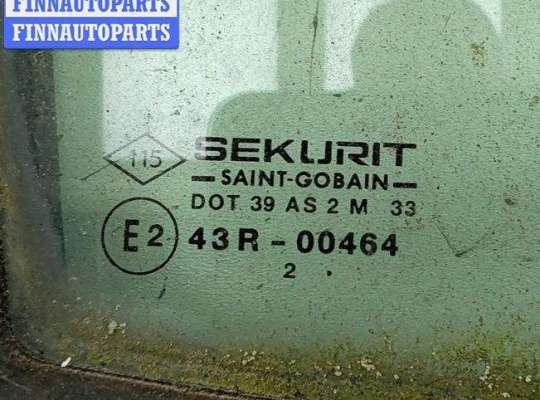 FINNAUTOPARTS
FINNAUTOPARTS
115
SEKURIT
SAINT-GOBAIN
DOT 39 AS 2 M 33
E2 43R-00464
2 .